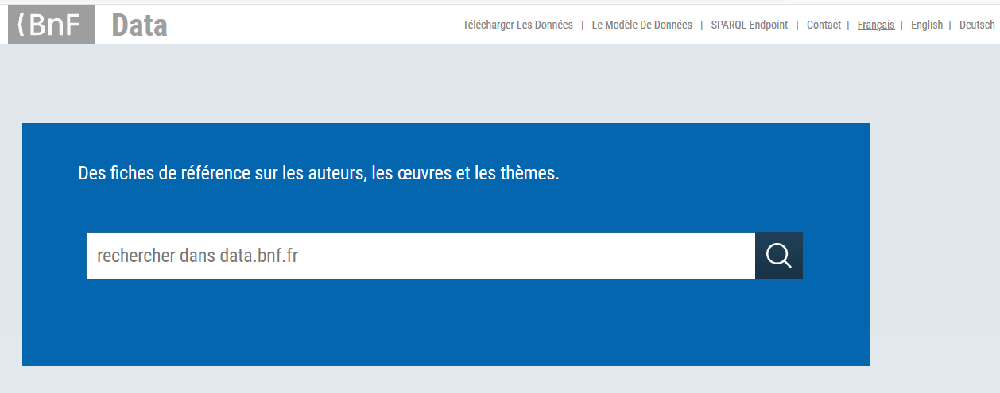 BnF Data
Télécharger Les Données | Le Modèle De Données | SPARQL Endpoint | Contact | Français | English | Deutsch
Des fiches de référence sur les auteurs, les œuvres et les thèmes.
rechercher dans data.bnf.fr